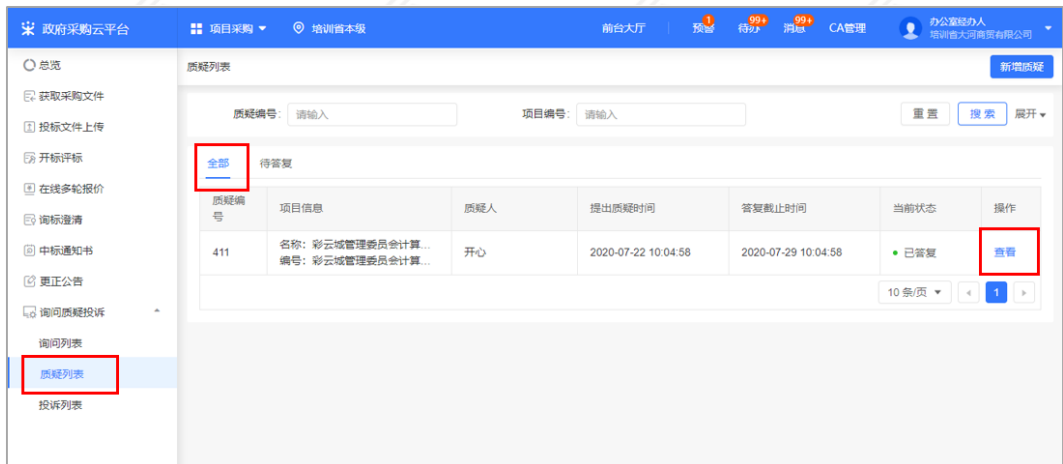 政府采购云平台 项目采购 培训省本级 前台大厅 预警 1 待办 99+ 消息 99+ CA管理 办公室经办人
培训省大河商贸有限公司
总览
质疑列表 新增质疑
获取采购文件
质疑编号: 请输入 项目编号: 请输入 重置 搜索 展开
投标文件上传
开标评标
全部 待答复
在线多轮报价
质疑编号 项目信息 质疑人 提出质疑时间 答复截止时间 当前状态 操作
询标澄清
411 名称：彩云城管理委员会计算... 开心 2020-07-22 10:04:58 2020-07-29 10:04:58 已答复 查看
编号：彩云城管理委员会计算...
中标通知书
更正公告
10 条/页 1
询问质疑投诉
询问列表
质疑列表
投诉列表